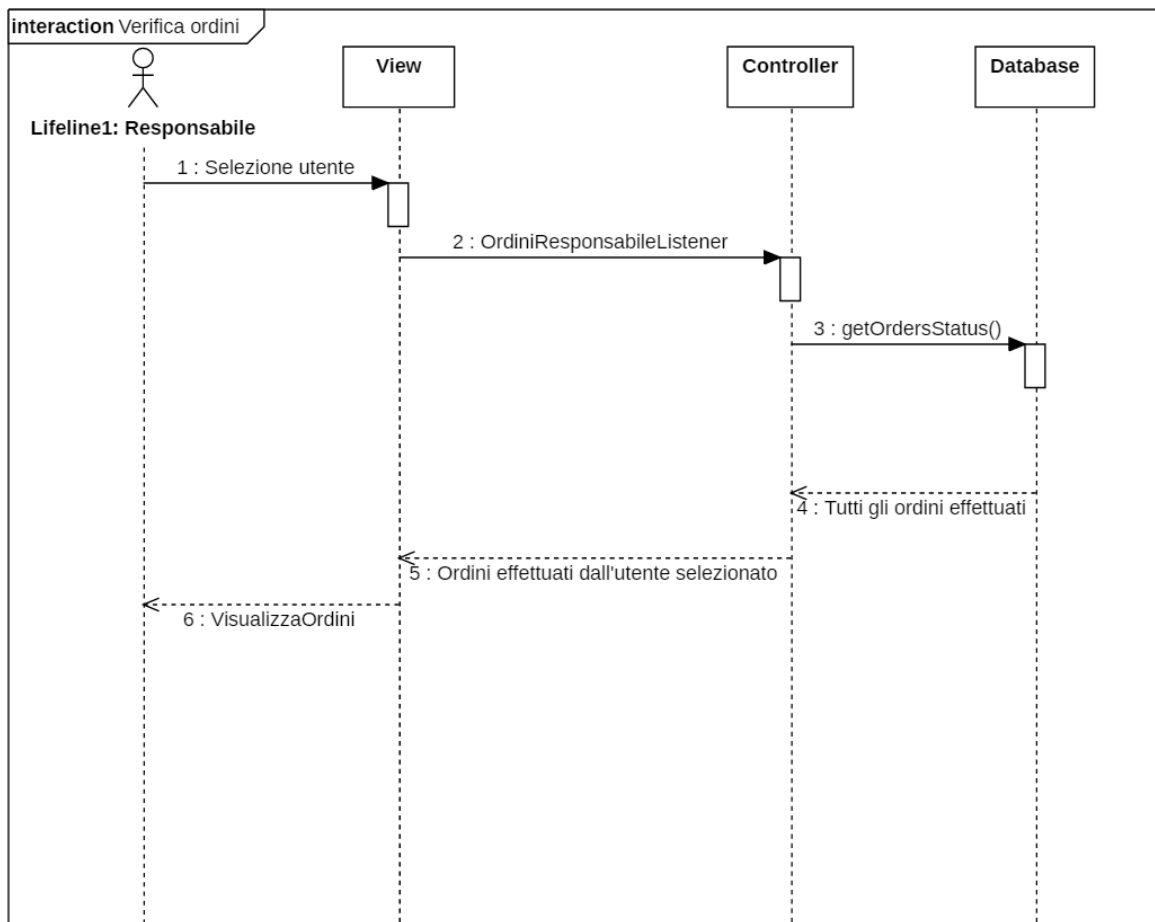 interaction Verifica ordini
View
Controller
Database
Lifeline1: Responsabile
1 : Selezione utente
2 : OrdiniResponsabileListener
3 : getOrdersStatus()
4 : Tutti gli ordini effettuati
5 : Ordini effettuati dall'utente selezionato
6 : VisualizzaOrdini